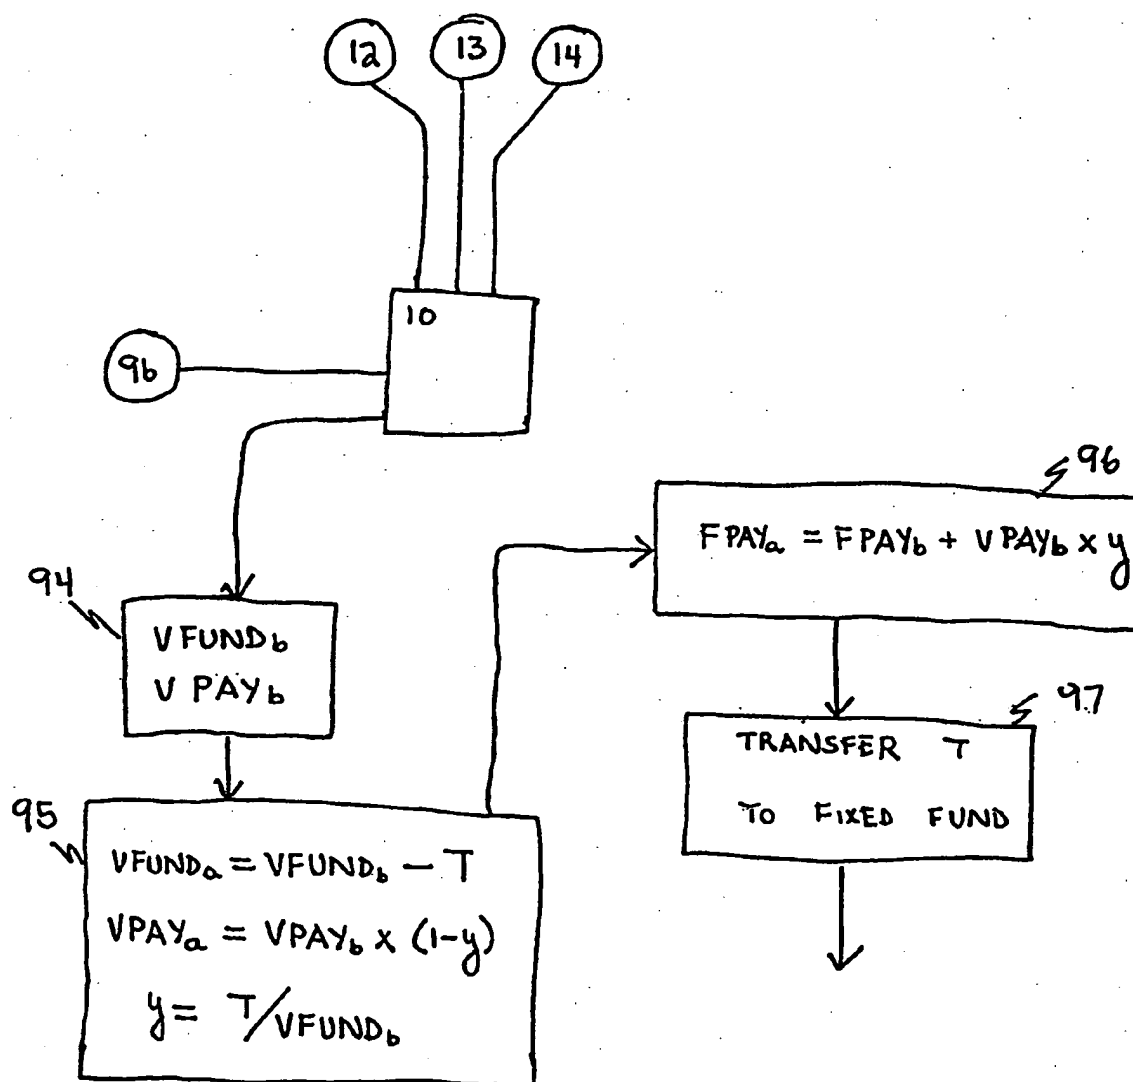 12 13 14
10
9b
96
FPAYa = FPAYb + VPAYb x y
94
VFUNDb
V PAYb
97
TRANSFER T
TO FIXED FUND
95
VFUNDa = VFUNDb - T
VPAYa = VPAYb x (1-y)
y = T/VFUNDb